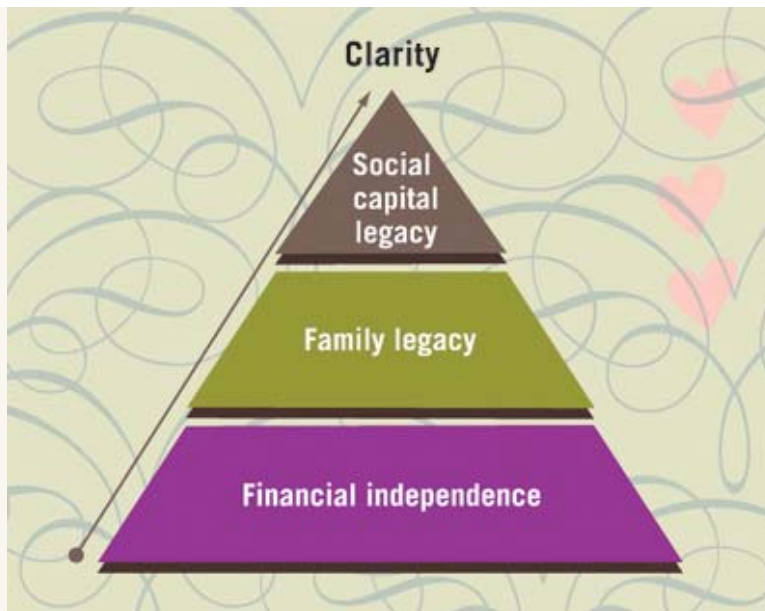 Clarity
Social
capital
legacy
Family legacy
Financial independence